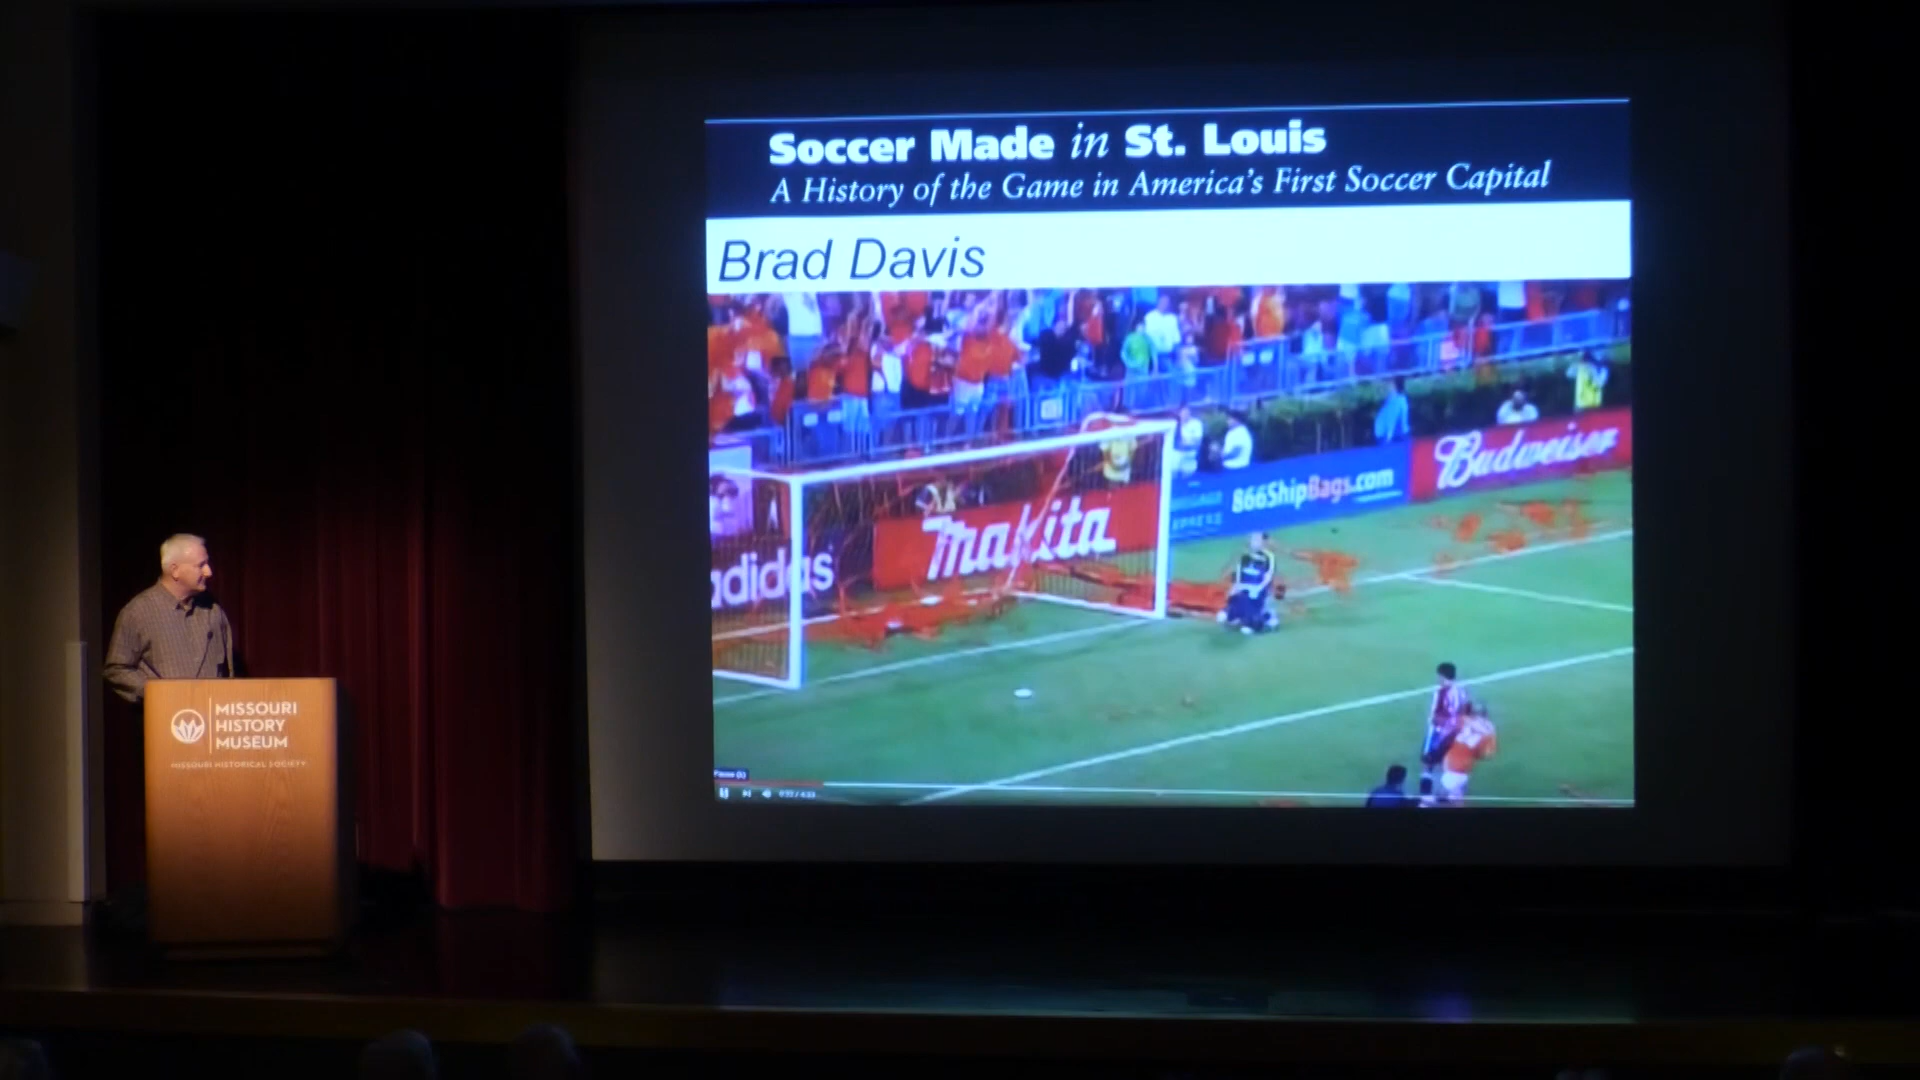 Soccer Made in St. Louis
A History of the Game in America's First Soccer Capital
Brad Davis
Budweiser
866ShipBags.com
Makita
adidas
MISSOURI
HISTORY
MUSEUM
MISSOURI HISTORICAL SOCIETY